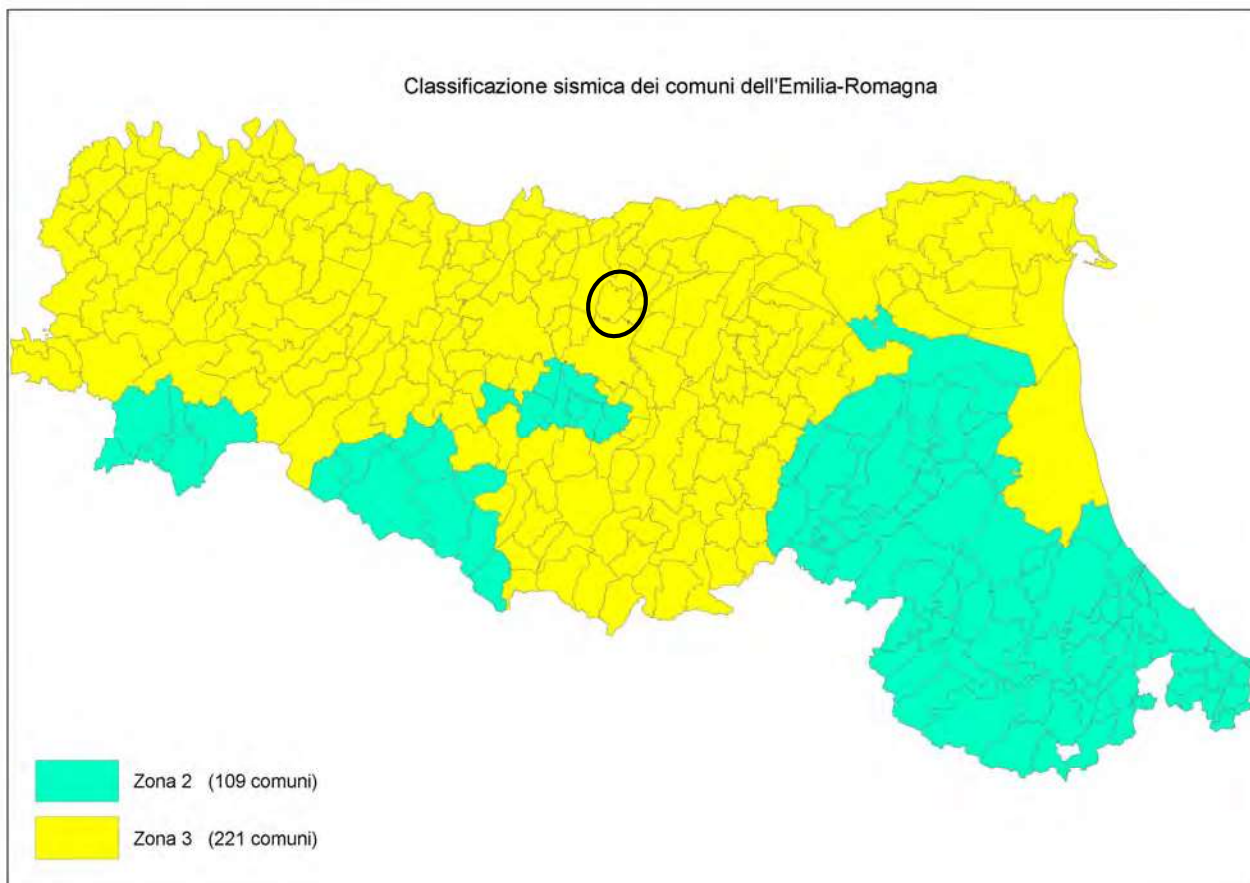 Classificazione sismica dei comuni dell'Emilia-Romagna
Zona 2 (109 comuni)
Zona 3 (221 comuni)